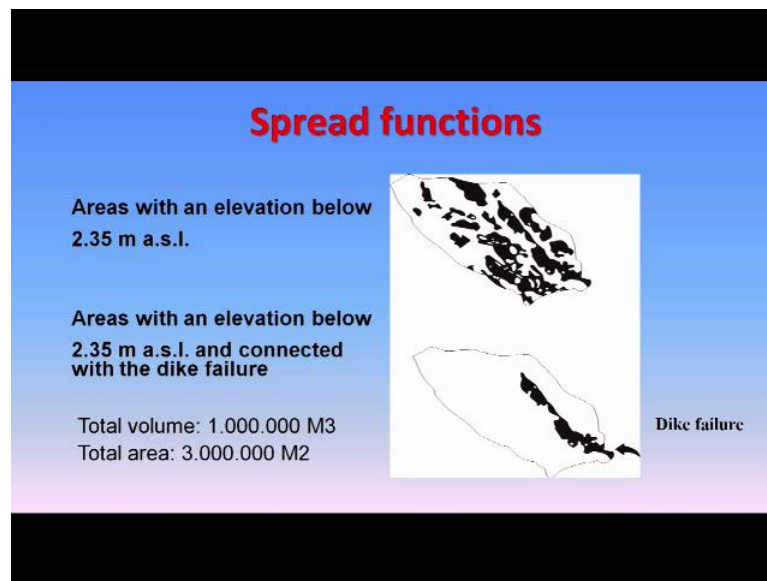 Spread functions
Areas with an elevation below
2.35 m a.s.l.
Areas with an elevation below
2.35 m a.s.l. and connected
with the dike failure
Total volume: 1.000.000 M3
Total area: 3.000.000 M2
Dike failure